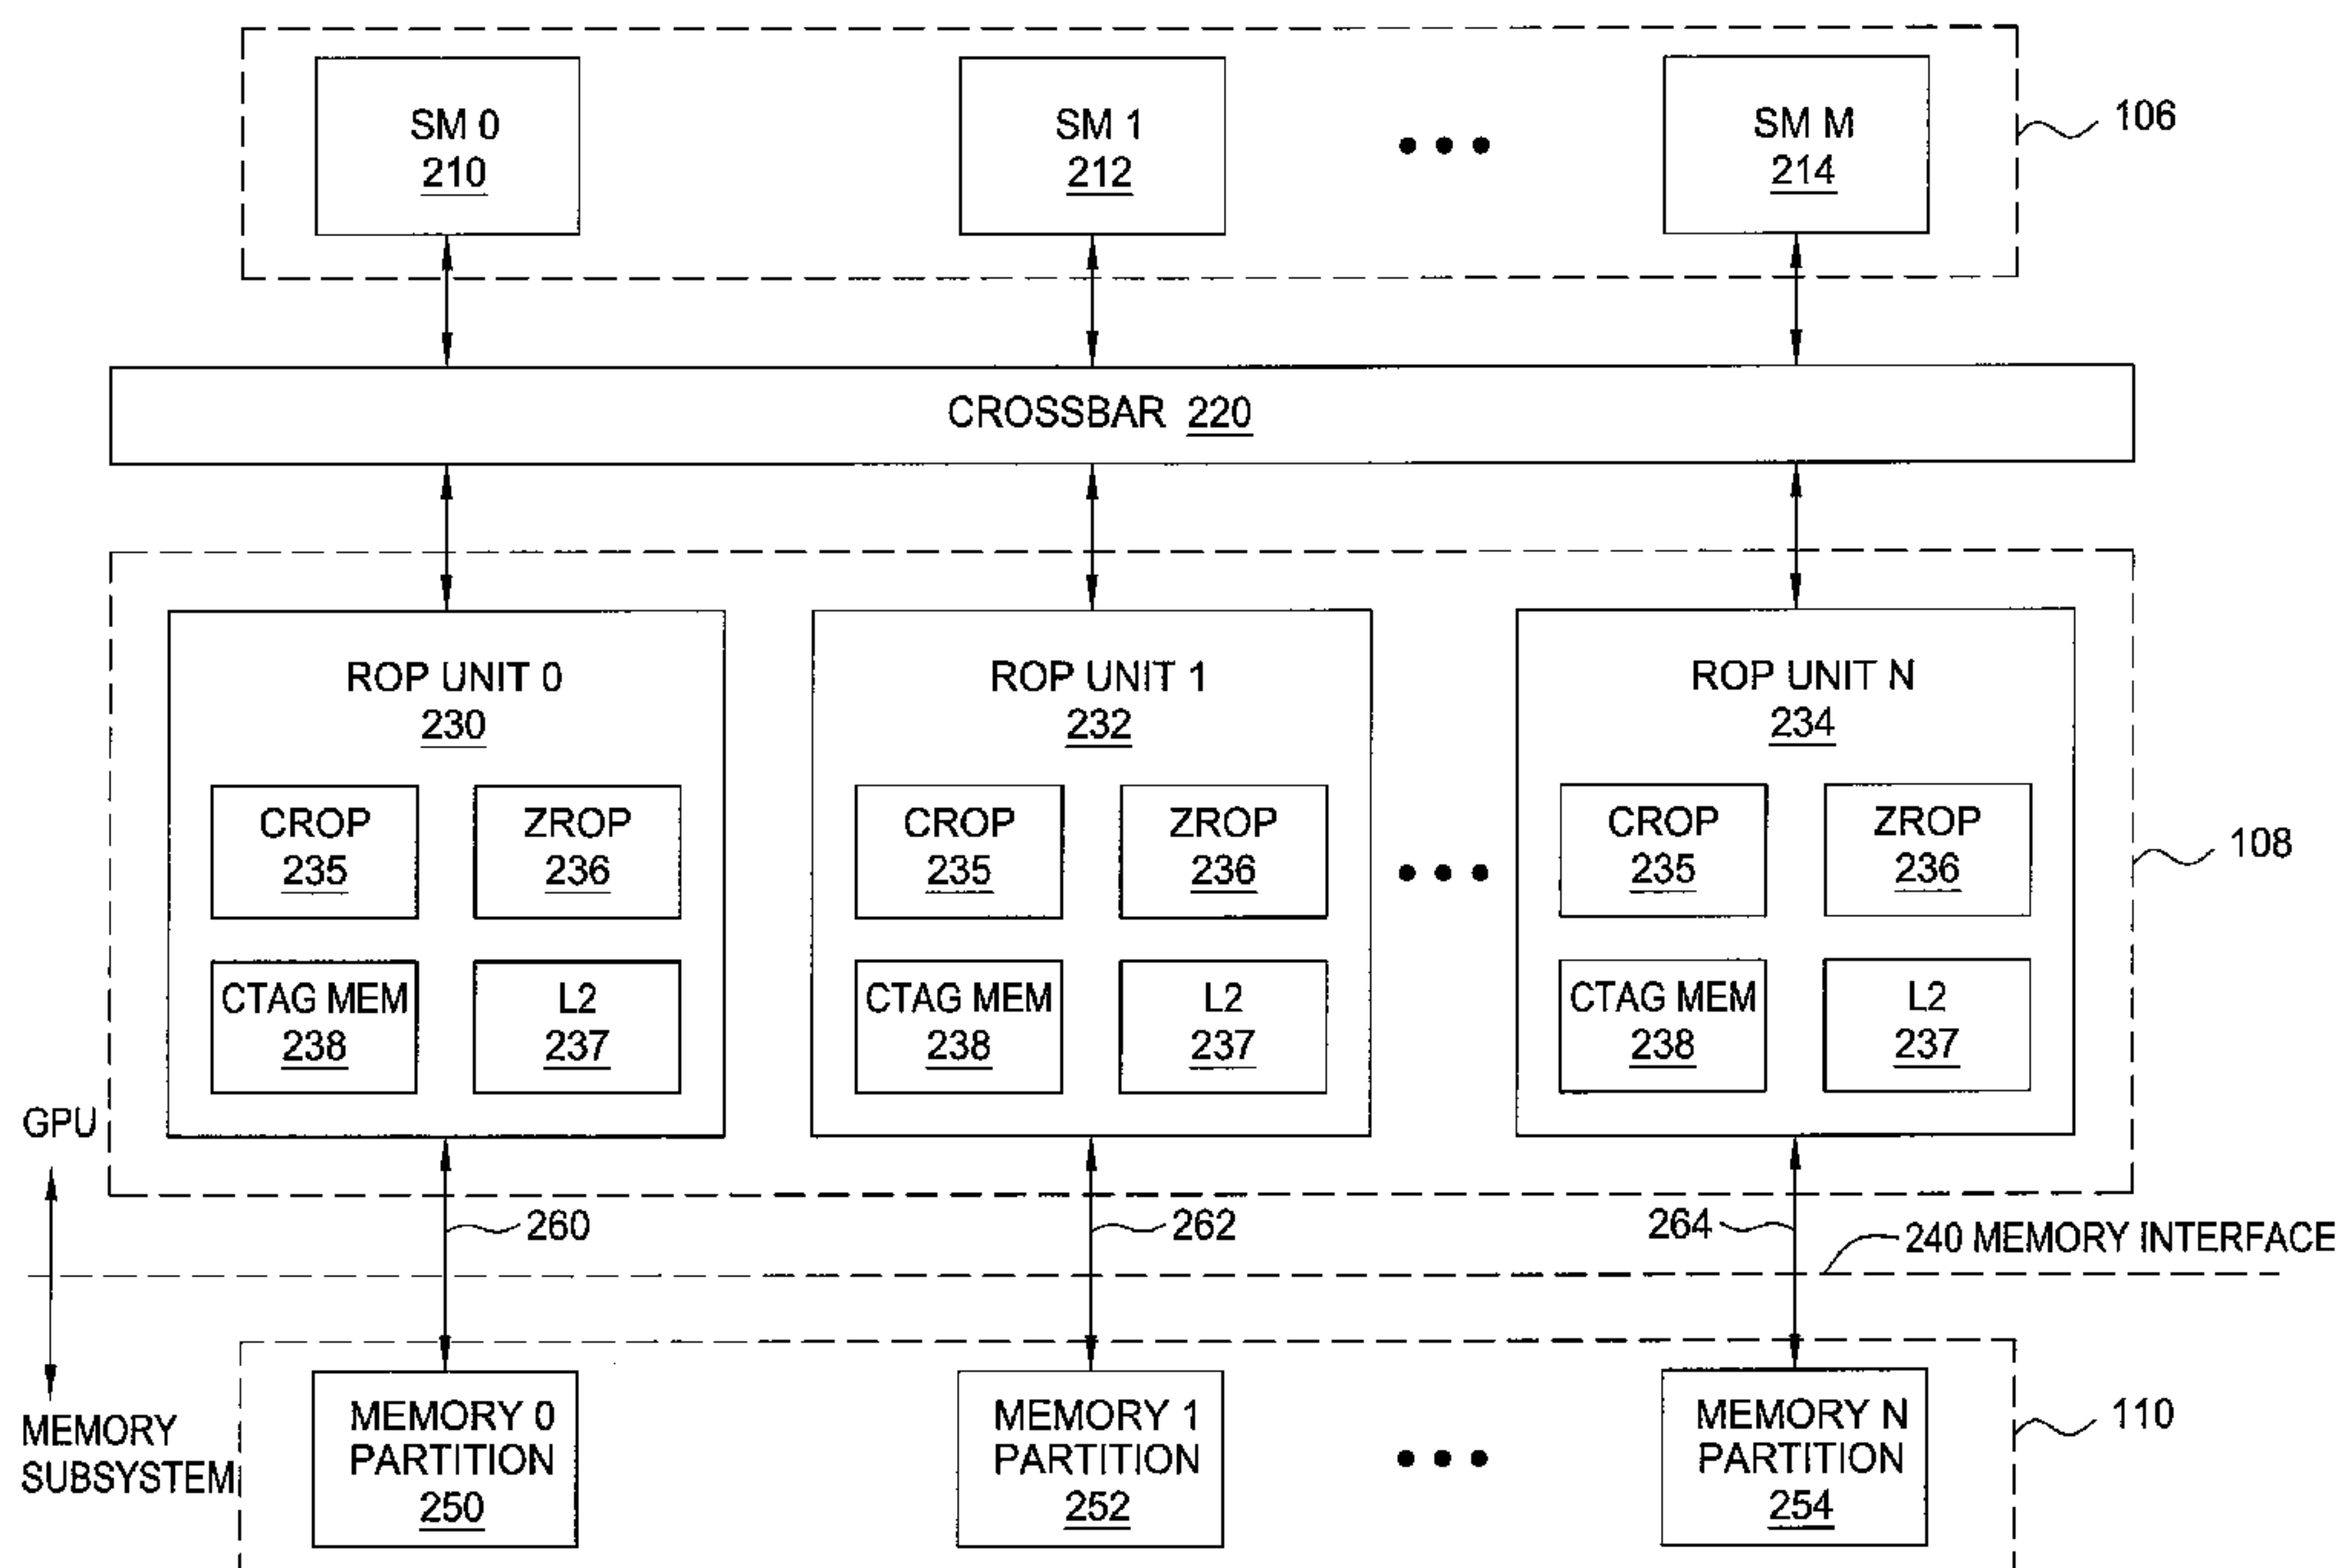 SM 0
210
SM 1
212
SM M
214
106
CROSSBAR 220
ROP UNIT 0
230
ROP UNIT 1
232
ROP UNIT N
234
CROP
235
ZROP
236
CROP
235
ZROP
236
CROP
235
ZROP
236
108
CTAG MEM
238
L2
237
CTAG MEM
238
L2
237
CTAG MEM
238
L2
237
GPU
260
262
264
240 MEMORY INTERFACE
MEMORY
SUBSYSTEM
MEMORY 0
PARTITION
250
MEMORY 1
PARTITION
252
MEMORY N
PARTITION
254
110